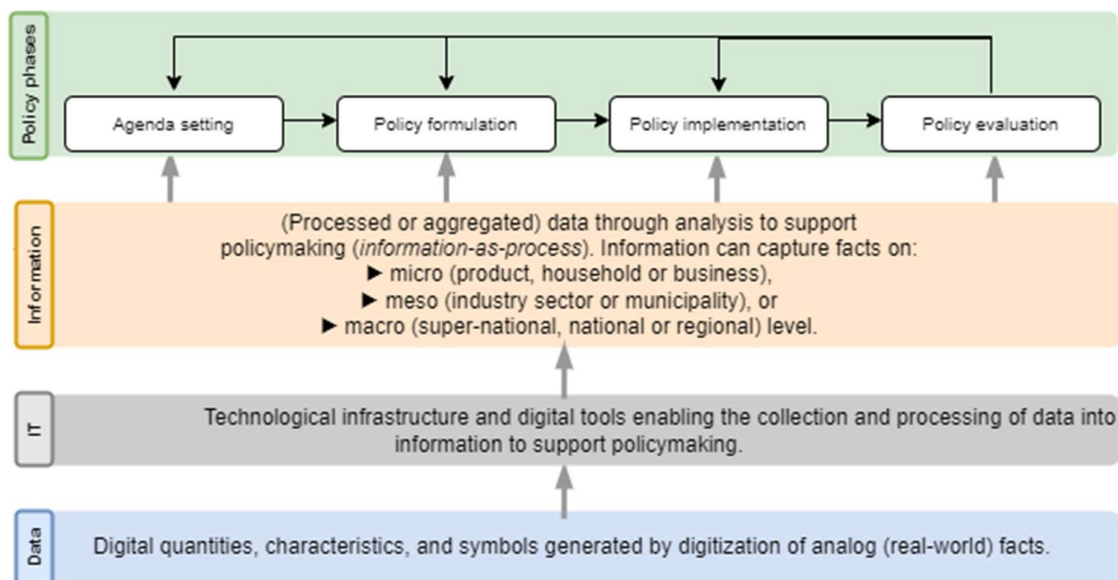 Policy phases
Agenda setting
Policy formulation
Policy implementation
Policy evaluation
Information
(Processed or aggregated) data through analysis to support
policymaking (information-as-process). Information can capture facts on:
► micro (product, household or business),
► meso (industry sector or municipality), or
► macro (super-national, national or regional) level.
IT
Technological infrastructure and digital tools enabling the collection and processing of data into
information to support policymaking.
Data
Digital quantities, characteristics, and symbols generated by digitization of analog (real-world) facts.